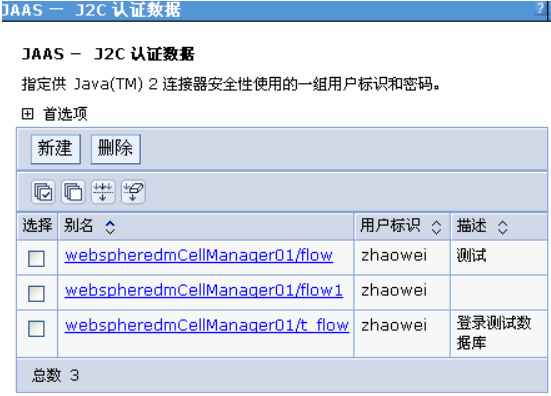 JAAS － J2C 认证数据
?
JAAS － J2C 认证数据
指定供 Java(TM) 2 连接器安全性使用的一组用户标识和密码。
首选项
新建 删除
选择 别名 用户标识 描述
webspheredmCellManager01/flow zhaowei 测试
webspheredmCellManager01/flow1 zhaowei
webspheredmCellManager01/t_flow zhaowei 登录测试数
据库
总数 3